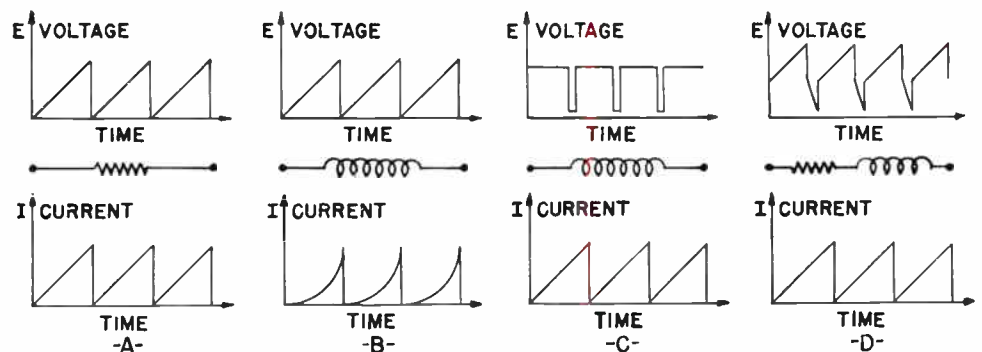 E VOLTAGE
TIME
I CURRENT
TIME
-A-
E VOLTAGE
TIME
I CURRENT
TIME
-B-
E VOLTAGE
TIME
I CURRENT
TIME
-C-
E VOLTAGE
TIME
I CURRENT
TIME
-D-